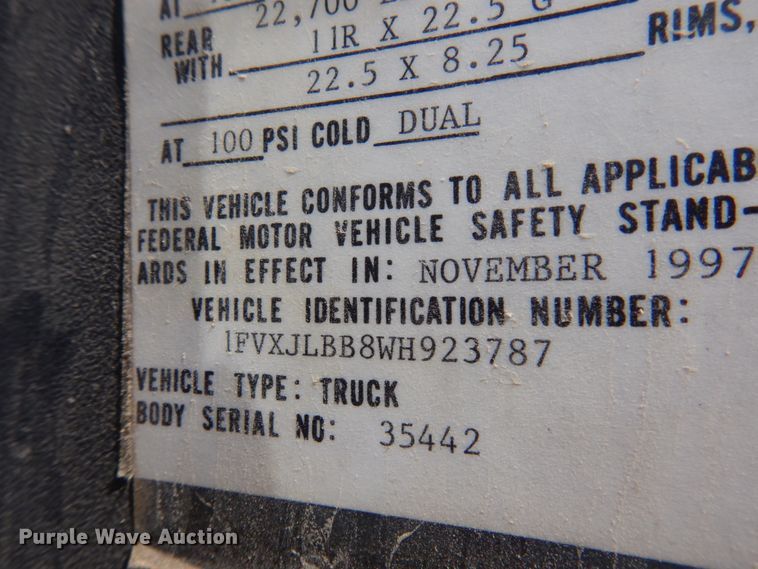 AT
22,700
REAR 11R X 22.5 G RIMS,
WITH 22.5 X 8.25
AT 100 PSI COLD DUAL
THIS VEHICLE CONFORMS TO ALL APPLICAB
FEDERAL MOTOR VEHICLE SAFETY STAND-
ARDS IN EFFECT IN: NOVEMBER 1997
VEHICLE IDENTIFICATION NUMBER:
1FVXJLBB8WH923787
VEHICLE TYPE: TRUCK
BODY SERIAL NO: 35442
Purple Wave Auction